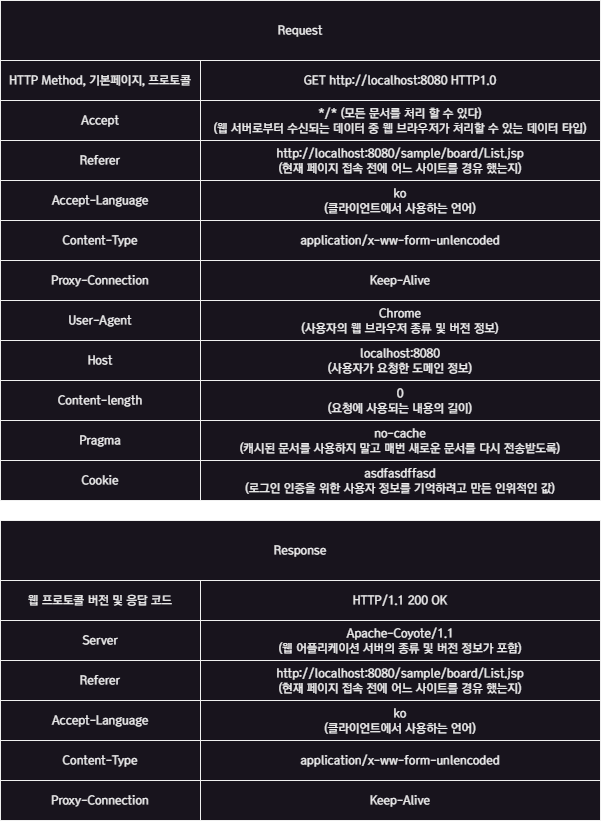 Request
HTTP Method, 기본페이지, 프로토콜
GET http://localhost:8080 HTTP1.0
Accept
*/* (모든 문서를 처리 할 수 있다)
(웹 서버로부터 수신되는 데이터 중 웹 브라우저가 처리할 수 있는 데이터 타입)
Referer
http://localhost:8080/sample/board/List.jsp
(현재 페이지 접속 전에 어느 사이트를 경유 했는지)
Accept-Language
ko
(클라이언트에서 사용하는 언어)
Content-Type
application/x-ww-form-unlencoded
Proxy-Connection
Keep-Alive
User-Agent
Chrome
(사용자의 웹 브라우저 종류 및 버전 정보)
Host
localhost:8080
(사용자가 요청한 도메인 정보)
Content-length
0
(요청에 사용되는 내용의 길이)
Pragma
no-cache
(캐시된 문서를 사용하지 말고 매번 새로운 문서를 다시 전송받도록)
Cookie
asdfasdffasd
(로그인 인증을 위한 사용자 정보를 기억하려고 만든 인위적인 값)
Response
웹 프로토콜 버전 및 응답 코드
HTTP/1.1 200 OK
Server
Apache-Coyote/1.1
(웹 어플리케이션 서버의 종류 및 버전 정보가 포함)
Referer
http://localhost:8080/sample/board/List.jsp
(현재 페이지 접속 전에 어느 사이트를 경유 했는지)
Accept-Language
ko
(클라이언트에서 사용하는 언어)
Content-Type
application/x-ww-form-unlencoded
Proxy-Connection
Keep-Alive